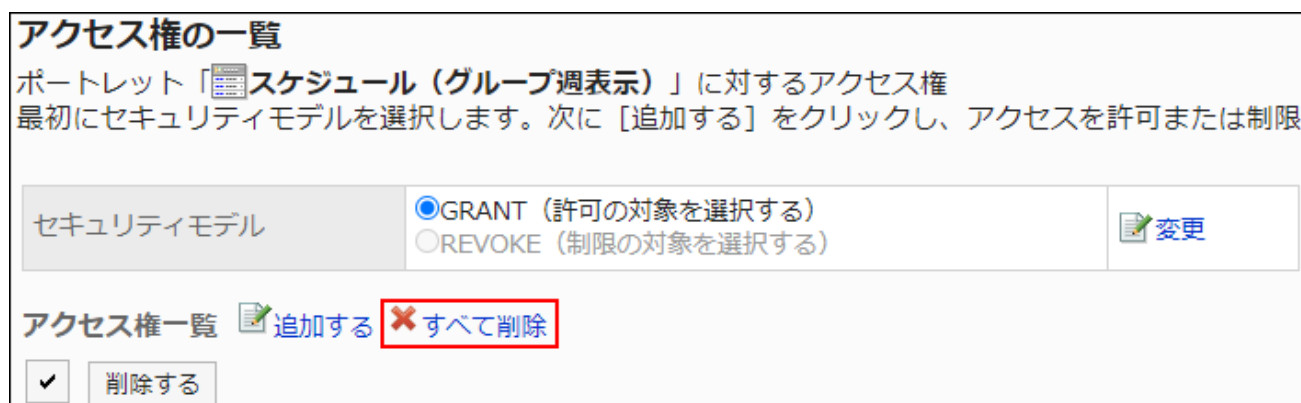 アクセス権の一覧
ポートレット「スケジュール（グループ週表示）」に対するアクセス権
最初にセキュリティモデルを選択します。次に［追加する］をクリックし、アクセスを許可または制限
セキュリティモデル
GRANT（許可の対象を選択する）
REVOKE（制限の対象を選択する）
変更
アクセス権一覧 追加する すべて削除
削除する